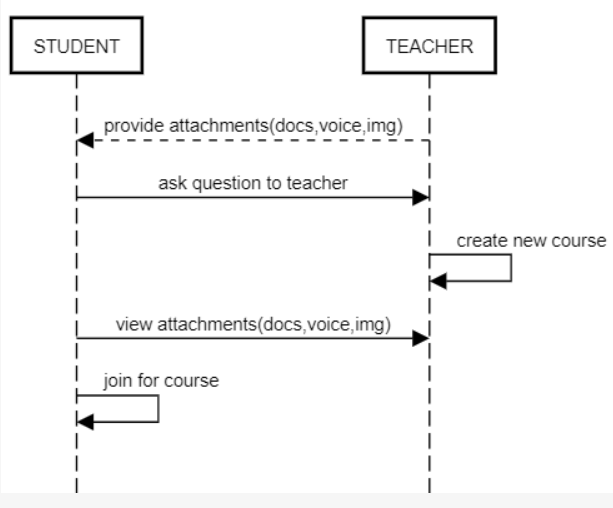 STUDENT
TEACHER
provide attachments(docs,voice,img)
ask question to teacher
create new course
view attachments(docs,voice,img)
join for course